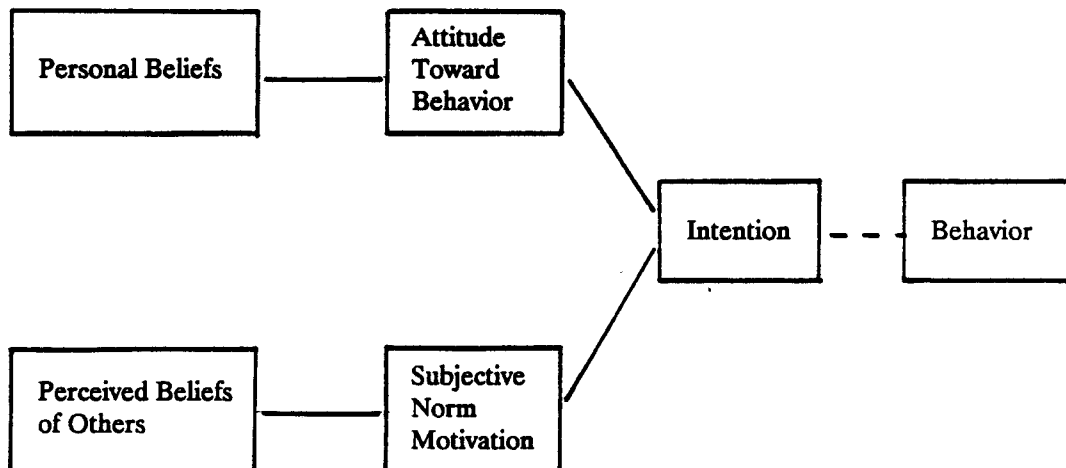 Personal Beliefs
Attitude
Toward
Behavior
Intention
Behavior
Perceived Beliefs
of Others
Subjective
Norm
Motivation